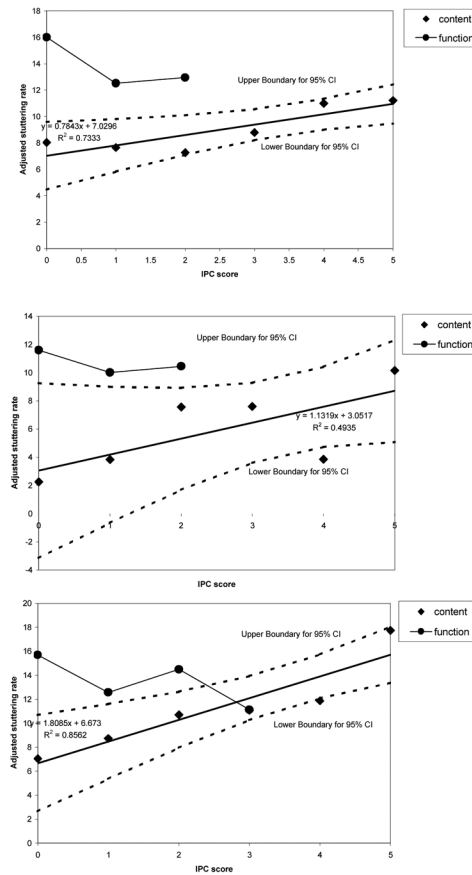 18
16
14
12
10
8
6
4
2
0
Adjusted stuttering rate
Upper Boundary for 95% CI
y = 0.7843x + 7.0296
R² = 0.7333
Lower Boundary for 95% CI
0 0.5 1 1.5 2 2.5 3 3.5 4 4.5 5
IPC score
content
function
14
12
10
8
6
4
2
0
-2
-4
Adjusted stuttering rate
Upper Boundary for 95% CI
y = 1.1319x + 3.0517
R² = 0.4935
Lower Boundary for 95% CI
0 1 2 3 4 5
IPC score
content
function
20
18
16
14
12
10
8
6
4
2
0
Adjusted stuttering rate
Upper Boundary for 95% CI
y = 1.8085x + 6.673
R² = 0.8562
Lower Boundary for 95% CI
0 1 2 3 4 5
IPC score
content
function